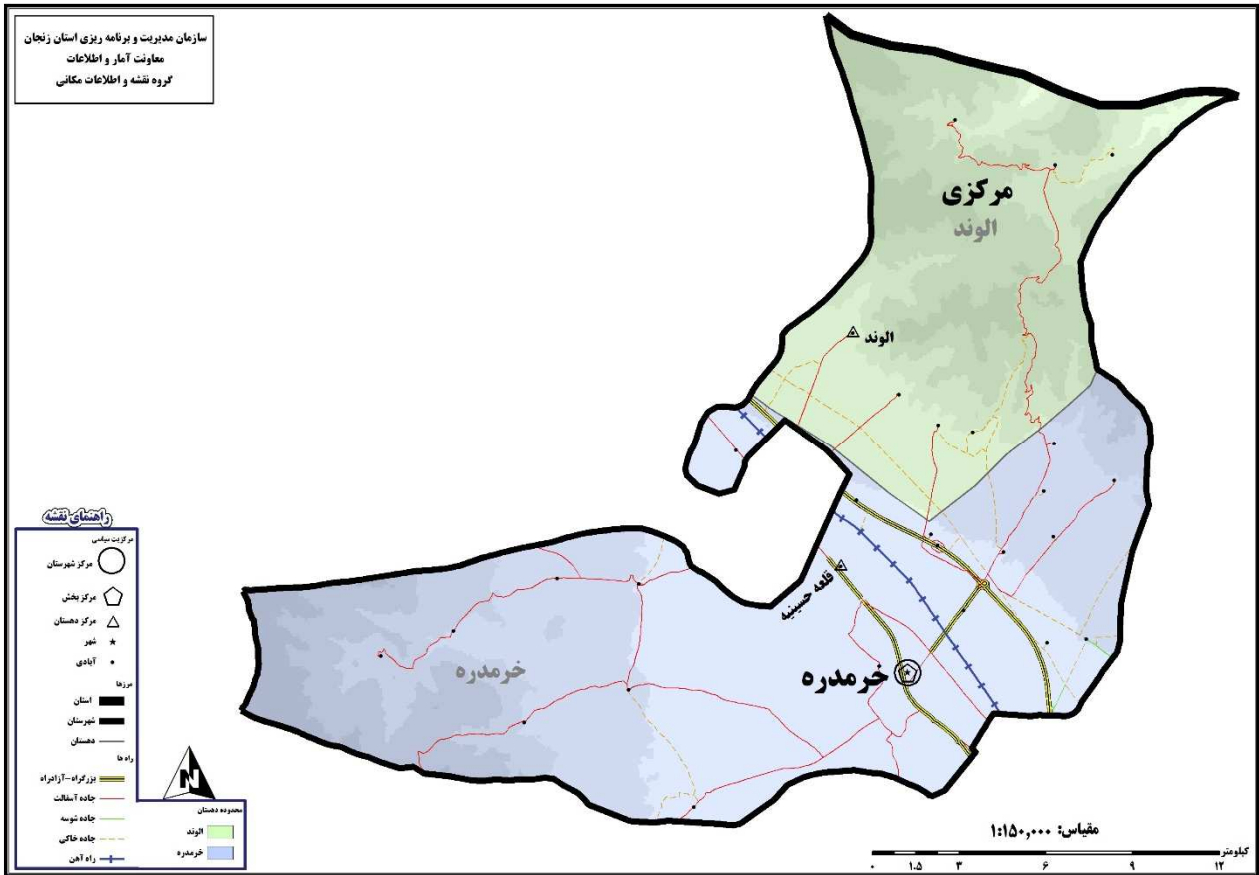 سازمان مدیریت و برنامه ریزی استان زنجان
معاونت آمار و اطلاعات
گروه نقشه و اطلاعات مکانی
مرکزی
الوند
الوند
قلعه حسینیه
خرمدره
خرمدره
راهنمای نقشه
مرکزیت سیاسی
مرکز شهرستان
مرکز بخش
مرکز دهستان
شهر
آبادی
مرزها
استان
شهرستان
دهستان
راه ها
بزرگراه-آزادراه
جاده آسفالت
جاده شوسه
جاده خاکی
راه آهن
N
محدوده دهستان
الوند
خرمدره
مقیاس: ۱:۱۵۰,۰۰۰
کیلومتر
۰ ۱.۵ ۳ ۶ ۹ ۱۲